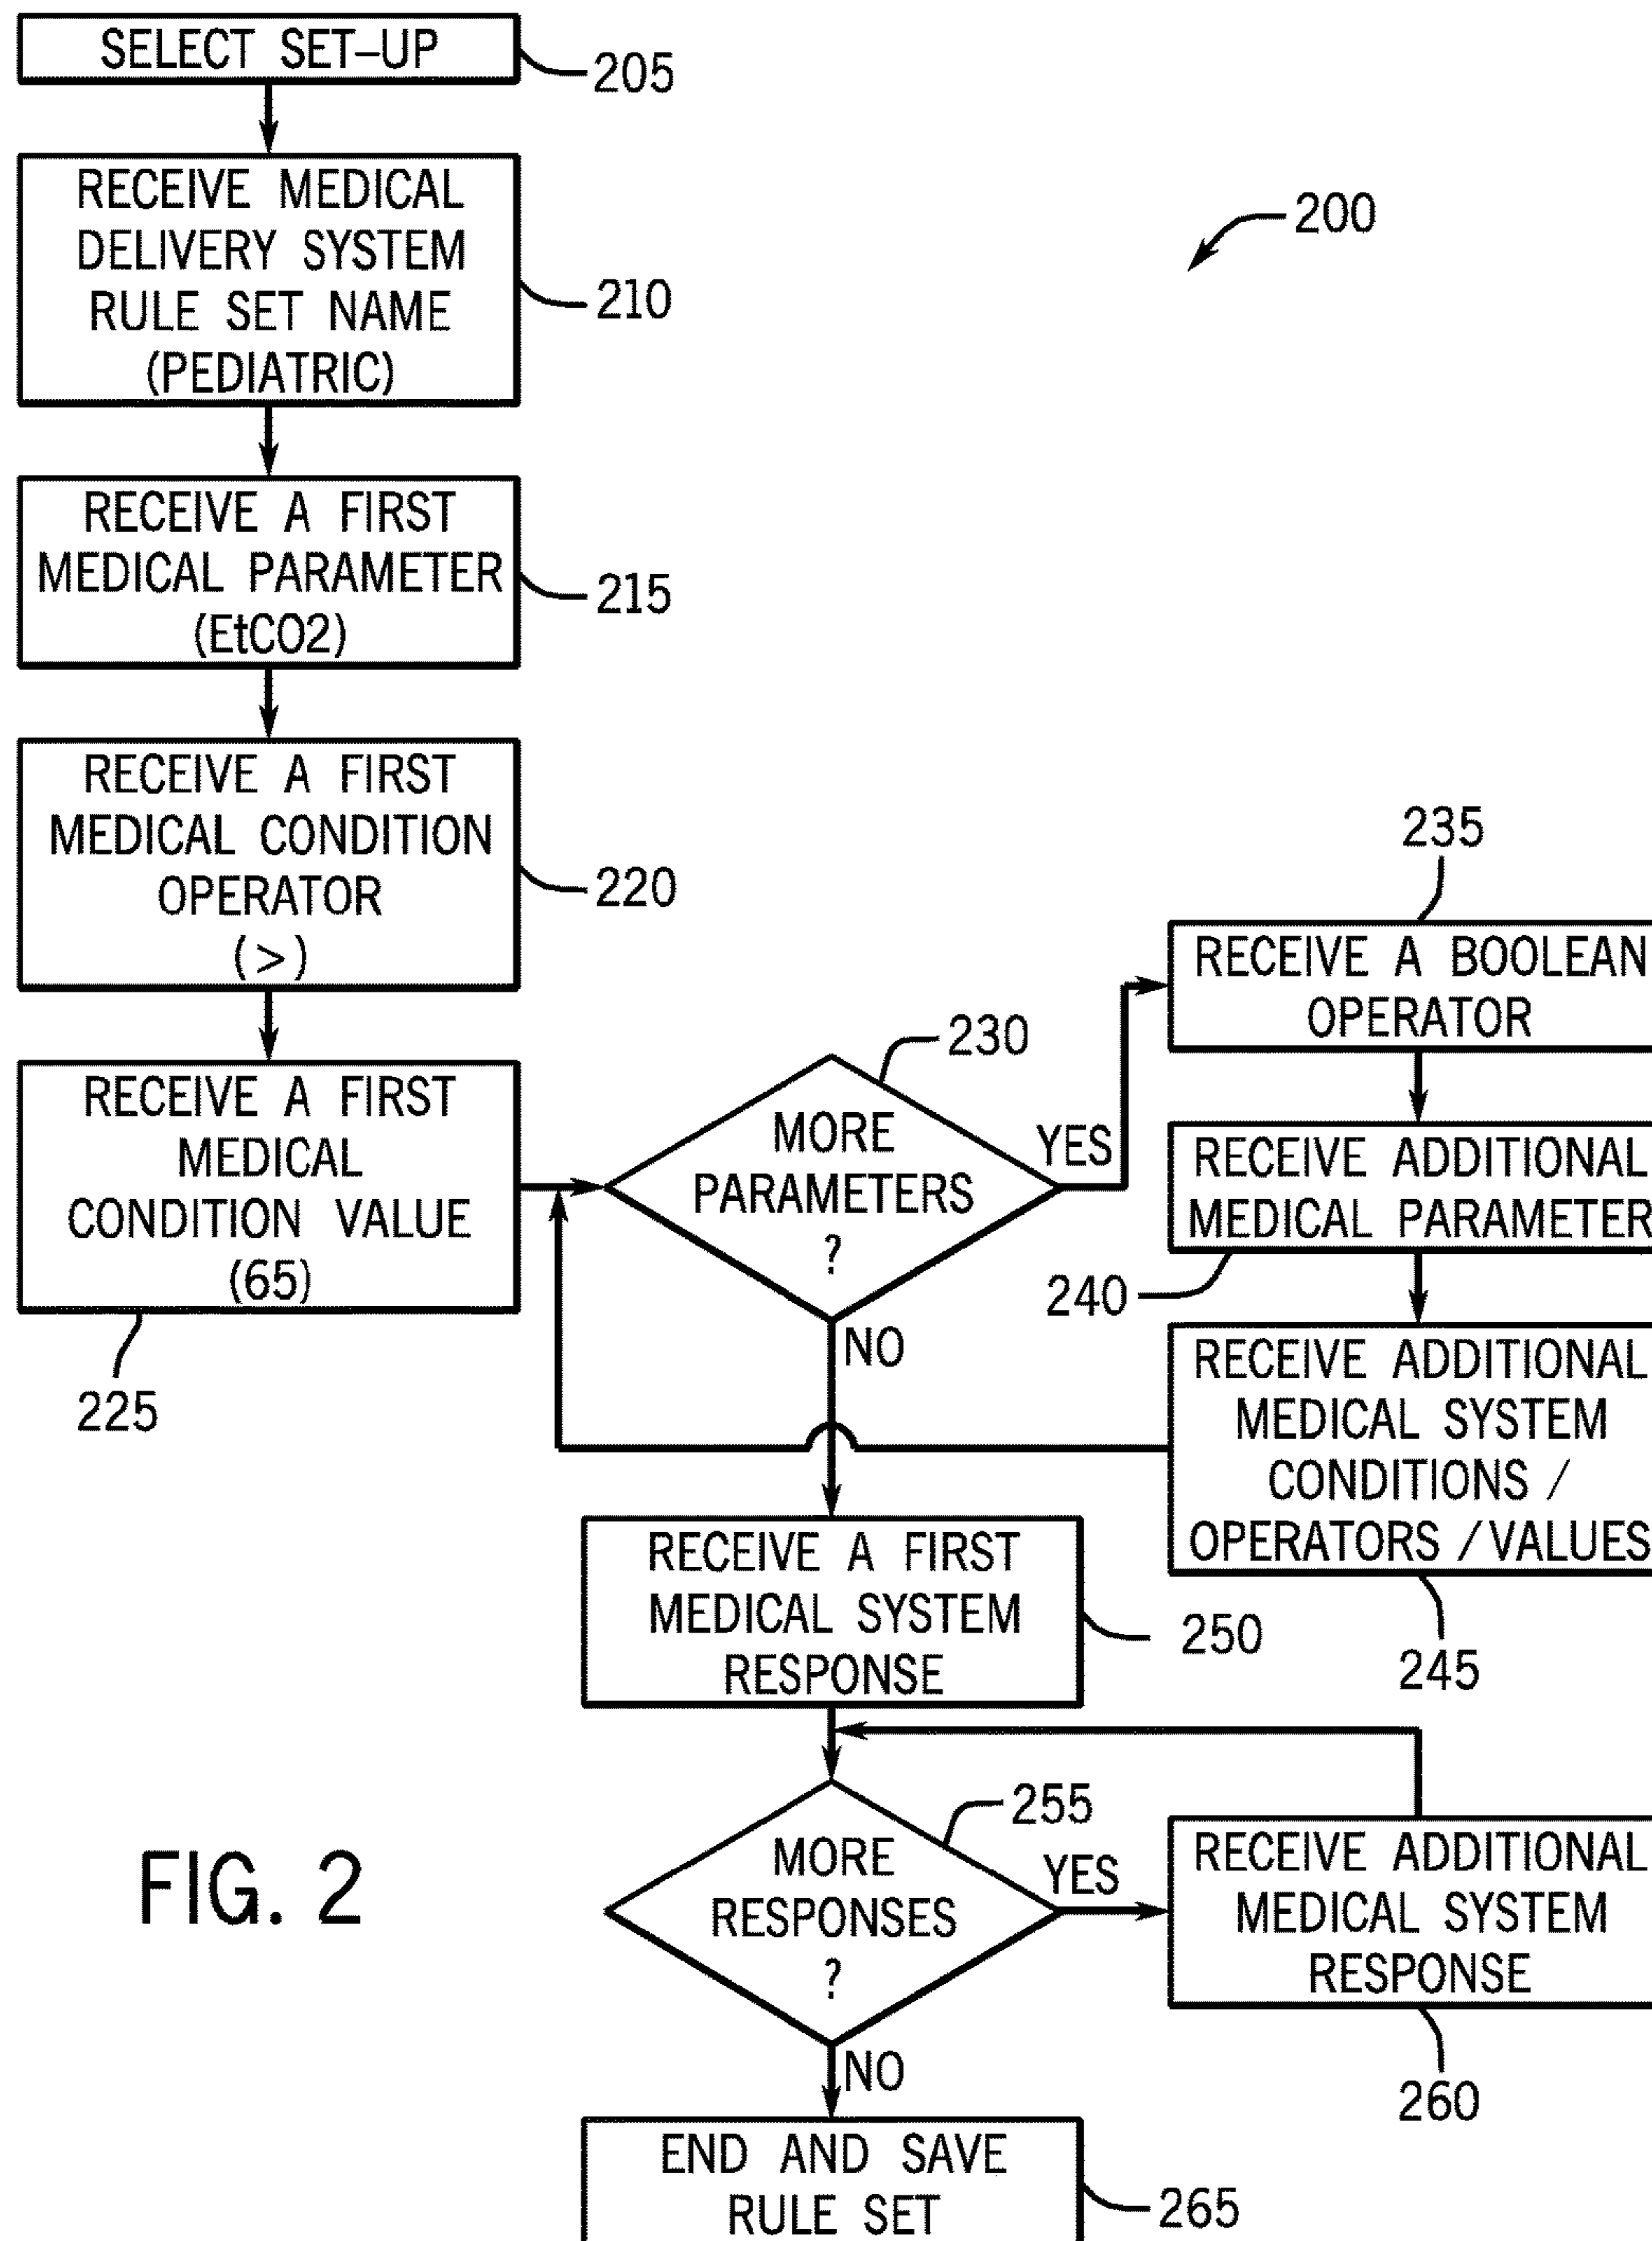 SELECT SET-UP
205
RECEIVE MEDICAL
DELIVERY SYSTEM
RULE SET NAME
(PEDIATRIC)
210
200
RECEIVE A FIRST
MEDICAL PARAMETER
(EtCO2)
215
RECEIVE A FIRST
MEDICAL CONDITION
OPERATOR
(>)
220
RECEIVE A FIRST
MEDICAL
CONDITION VALUE
(65)
225
230
MORE
PARAMETERS
?
YES
NO
235
RECEIVE A BOOLEAN
OPERATOR
RECEIVE ADDITIONAL
MEDICAL PARAMETER
240
RECEIVE ADDITIONAL
MEDICAL SYSTEM
CONDITIONS /
OPERATORS / VALUES
245
RECEIVE A FIRST
MEDICAL SYSTEM
RESPONSE
250
255
MORE
RESPONSES
?
YES
NO
RECEIVE ADDITIONAL
MEDICAL SYSTEM
RESPONSE
260
END AND SAVE
RULE SET
265
FIG. 2